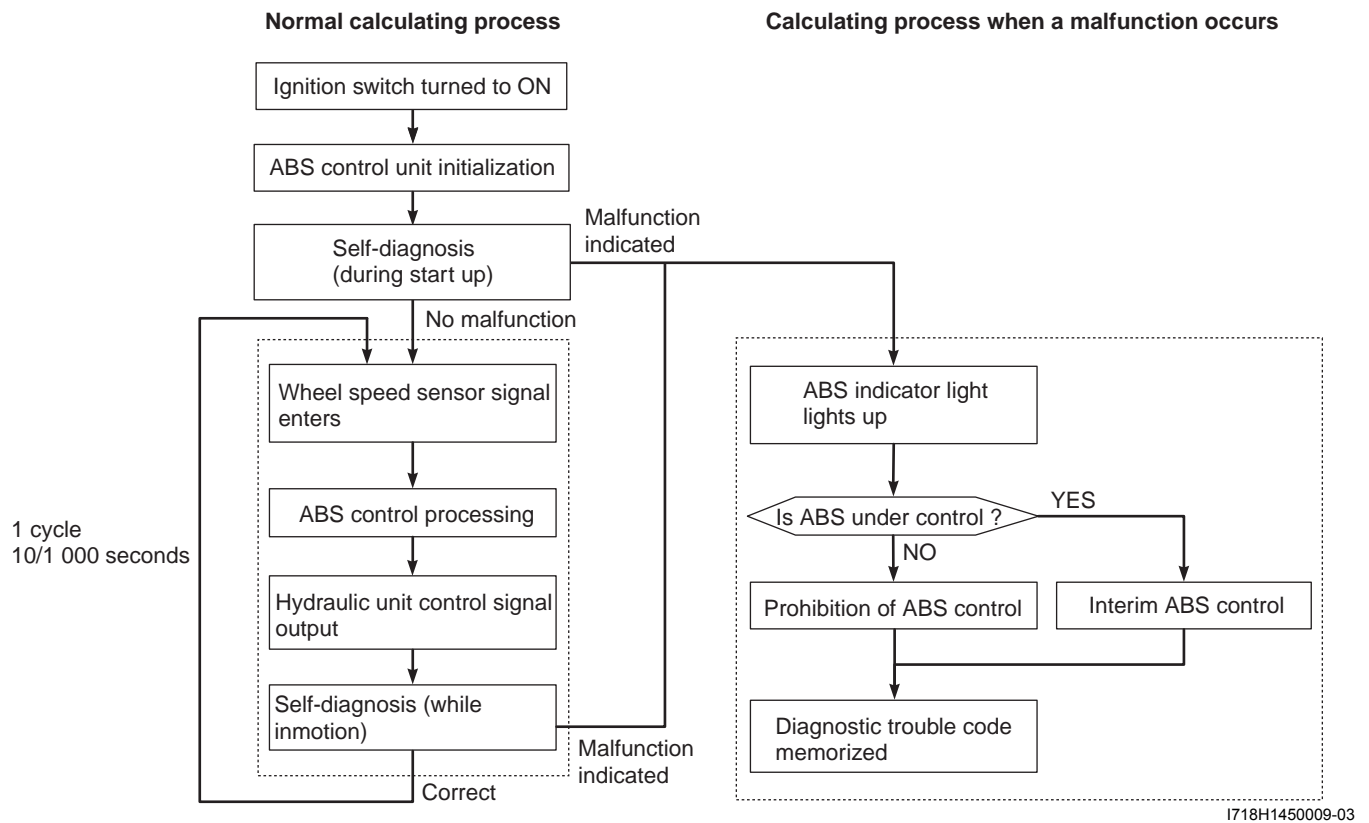 Normal calculating process
Calculating process when a malfunction occurs
Ignition switch turned to ON
ABS control unit initialization
Self-diagnosis
(during start up)
Malfunction
indicated
No malfunction
Wheel speed sensor signal
enters
ABS control processing
Hydraulic unit control signal
output
Self-diagnosis (while
inmotion)
Malfunction
indicated
Correct
1 cycle
10/1 000 seconds
ABS indicator light
lights up
Is ABS under control ?
YES
NO
Prohibition of ABS control
Interim ABS control
Diagnostic trouble code
memorized
I718H1450009-03